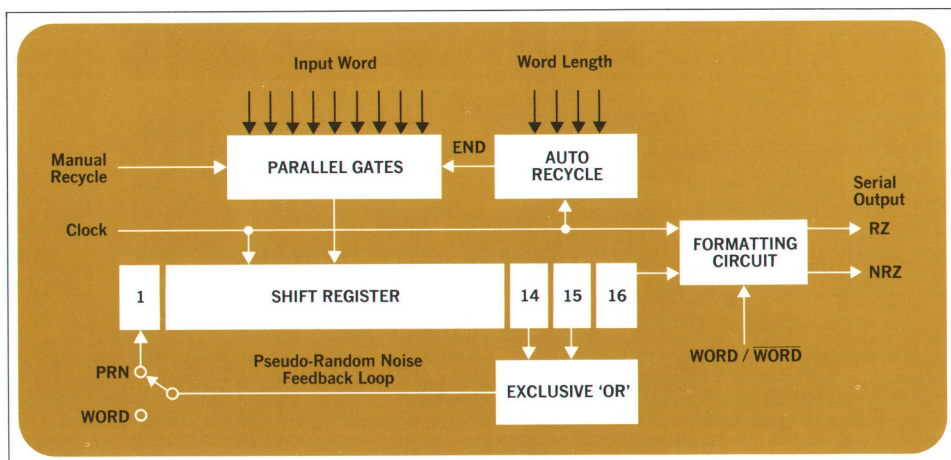 Input Word
Word Length
Manual
Recycle
PARALLEL GATES
END
AUTO
RECYCLE
Serial
Output
Clock
FORMATTING
CIRCUIT
RZ
NRZ
1
SHIFT REGISTER
14
15
16
WORD / WORD
PRN
Pseudo-Random Noise
Feedback Loop
EXCLUSIVE 'OR'
WORD